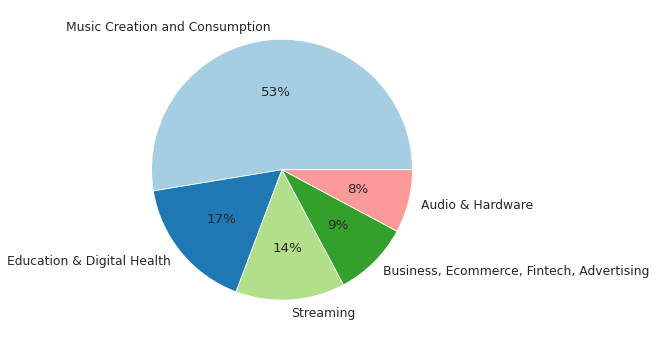 Music Creation and Consumption
53%
8%
Audio & Hardware
17%
9%
14%
Education & Digital Health
Business, Ecommerce, Fintech, Advertising
Streaming